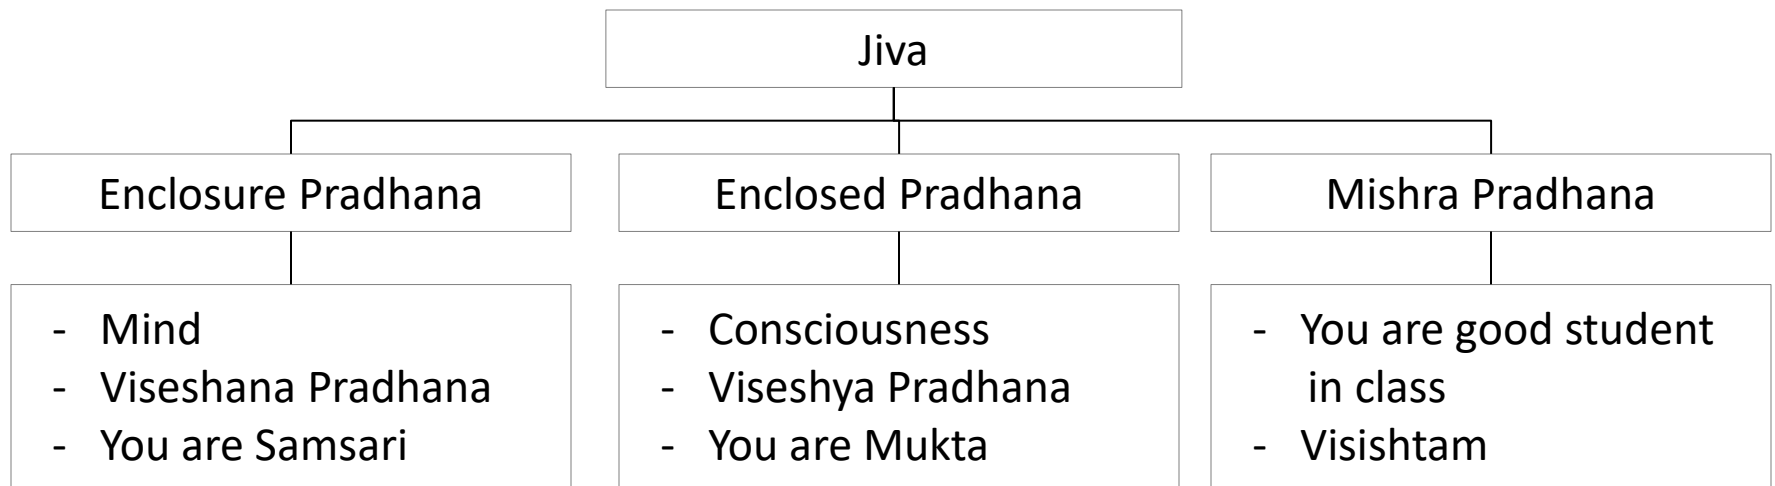 Jiva
Enclosure Pradhana
Enclosed Pradhana
Mishra Pradhana
- Mind
- Viseshana Pradhana
- You are Samsari
- Consciousness
- Viseshya Pradhana
- You are Mukta
- You are good student
in class
- Visishtam